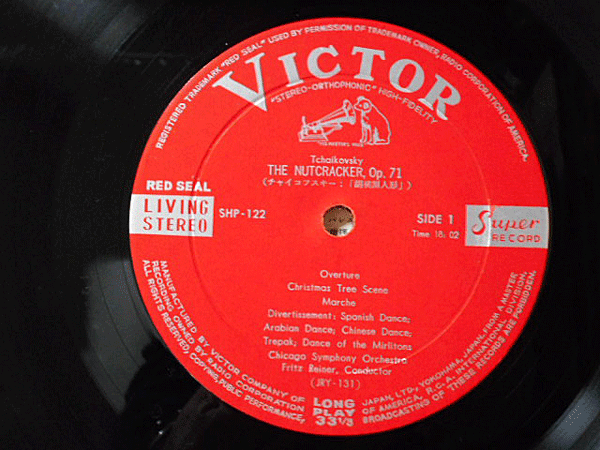 REGISTERED TRADEMARK "RED SEAL" USED BY PERMISSION OF TRADEMARK OWNER, RADIO CORPORATION OF AMERICA.
VICTOR
"STEREO-ORTHOPHONIC" HIGH-FIDELITY
Tchaikovsky
THE NUTCRACKER, Op. 71
(チャイコフスキー:「胡桃割人形」)
RED SEAL
LIVING
STEREO
SHP-122
SIDE 1
Time 18:02
Super
RECORD
Overture
Christmas Tree Scene
Marche
Divertissement: Spanish Dance;
Arabian Dance; Chinese Dance;
Trepak; Dance of the Mirlitons
Chicago Symphony Orchestra
Fritz Reiner, Conductor
(JRY-131)
LONG
PLAY
33 1/3
MANUFACTURED BY VICTOR COMPANY OF JAPAN, LTD., YOKOHAMA, JAPAN, FROM A MASTER
RECORDING OWNED BY RADIO CORPORATION OF AMERICA, R. C. A. INTERNATIONAL DIVISION.
ALL RIGHTS RESERVED, COPYING, PUBLIC PERFORMANCE, BROADCASTING OF THESE RECORDS ARE FORBIDDEN.